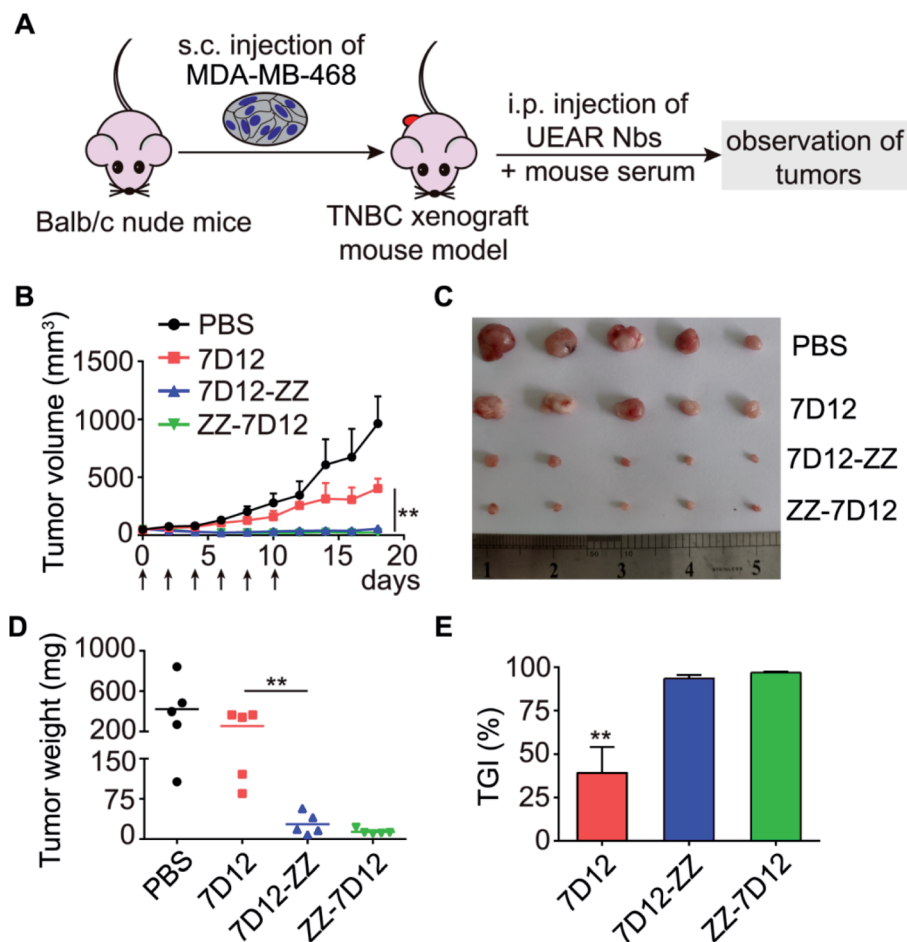 A
s.c. injection of
MDA-MB-468
i.p. injection of
UEAR Nbs
+ mouse serum
observation of
tumors
Balb/c nude mice
TNBC xenograft
mouse model
B
Tumor volume (mm³)
PBS
7D12
7D12-ZZ
ZZ-7D12
1500
1000
500
0
**
0
5
10
15
20
days
C
PBS
7D12
7D12-ZZ
ZZ-7D12
1
2
3
4
5
D
Tumor weight (mg)
1000
600
200
150
75
0
**
PBS
7D12
7D12-ZZ
ZZ-7D12
E
TGI (%)
100
75
50
25
0
**
7D12
7D12-ZZ
ZZ-7D12